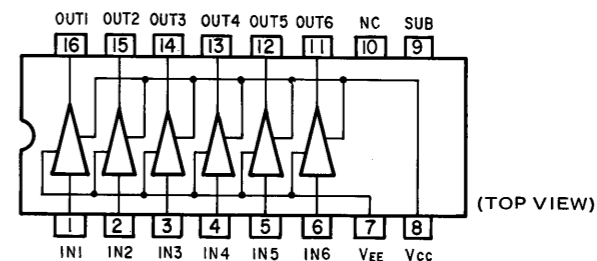 OUT1 OUT2 OUT3 OUT4 OUT5 OUT6 NC SUB
16 15 14 13 12 11 10 9
(TOP VIEW)
1 2 3 4 5 6 7 8
IN1 IN2 IN3 IN4 IN5 IN6 VEE VCC